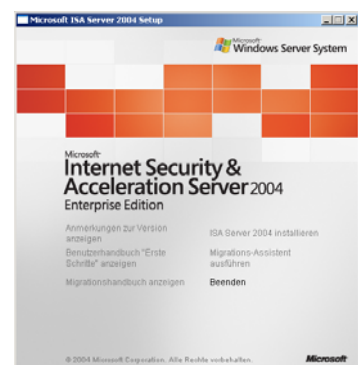 Microsoft ISA Server 2004 Setup
Microsoft
Windows Server System
Microsoft
Internet Security &
Acceleration Server 2004
Enterprise Edition
Anmerkungen zur Version
anzeigen
Benutzerhandbuch "Erste
Schritte" anzeigen
Migrationshandbuch anzeigen
ISA Server 2004 installieren
Migrations-Assistent
ausführen
Beenden
© 2004 Microsoft Corporation. Alle Rechte vorbehalten.
Microsoft